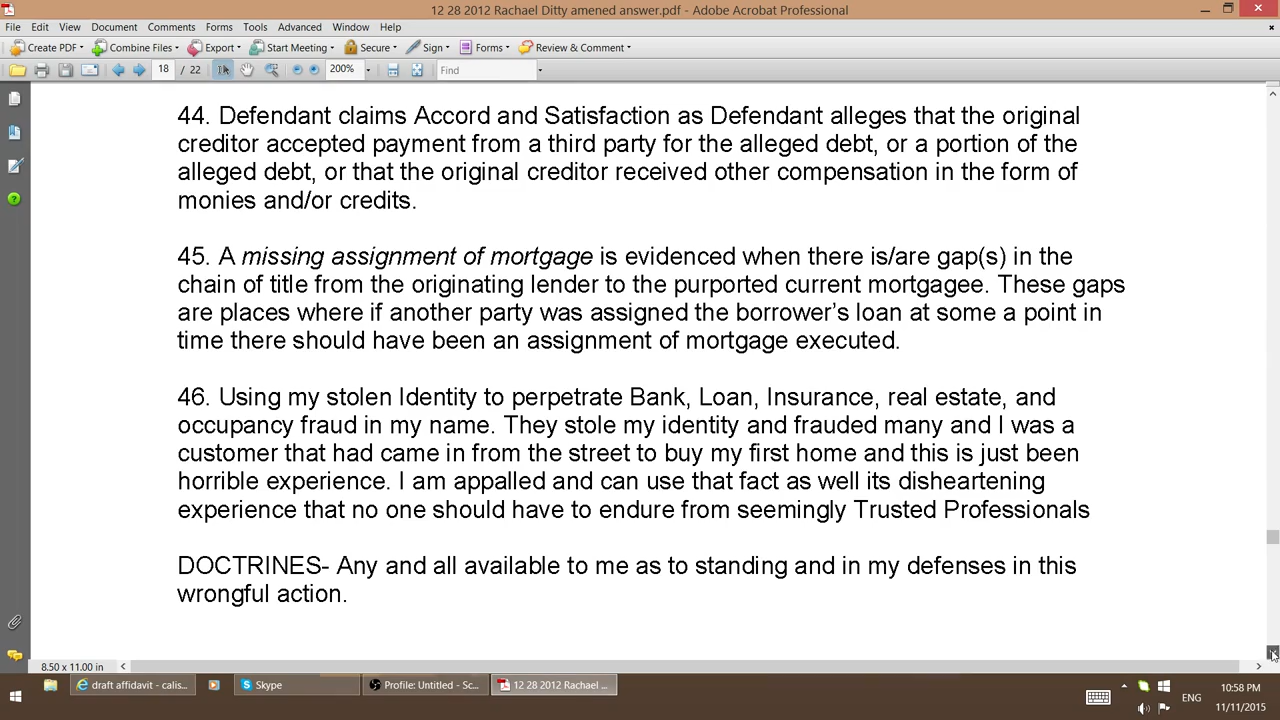 12 28 2012 Rachael Ditty amened answer.pdf - Adobe Acrobat Professional
File Edit View Document Comments Forms Tools Advanced Window Help
Create PDF Combine Files Export Start Meeting Secure Sign Forms Review & Comment
18 / 22 200% Find
44. Defendant claims Accord and Satisfaction as Defendant alleges that the original
creditor accepted payment from a third party for the alleged debt, or a portion of the
alleged debt, or that the original creditor received other compensation in the form of
monies and/or credits.
45. A missing assignment of mortgage is evidenced when there is/are gap(s) in the
chain of title from the originating lender to the purported current mortgagee. These gaps
are places where if another party was assigned the borrower’s loan at some a point in
time there should have been an assignment of mortgage executed.
46. Using my stolen Identity to perpetrate Bank, Loan, Insurance, real estate, and
occupancy fraud in my name. They stole my identity and frauded many and I was a
customer that had came in from the street to buy my first home and this is just been
horrible experience. I am appalled and can use that fact as well its disheartening
experience that no one should have to endure from seemingly Trusted Professionals
DOCTRINES- Any and all available to me as to standing and in my defenses in this
wrongful action.
8.50 x 11.00 in
draft affidavit - calis... Skype Profile: Untitled - Sc... 12 28 2012 Rachael ... ENG 10:58 PM
11/11/2015